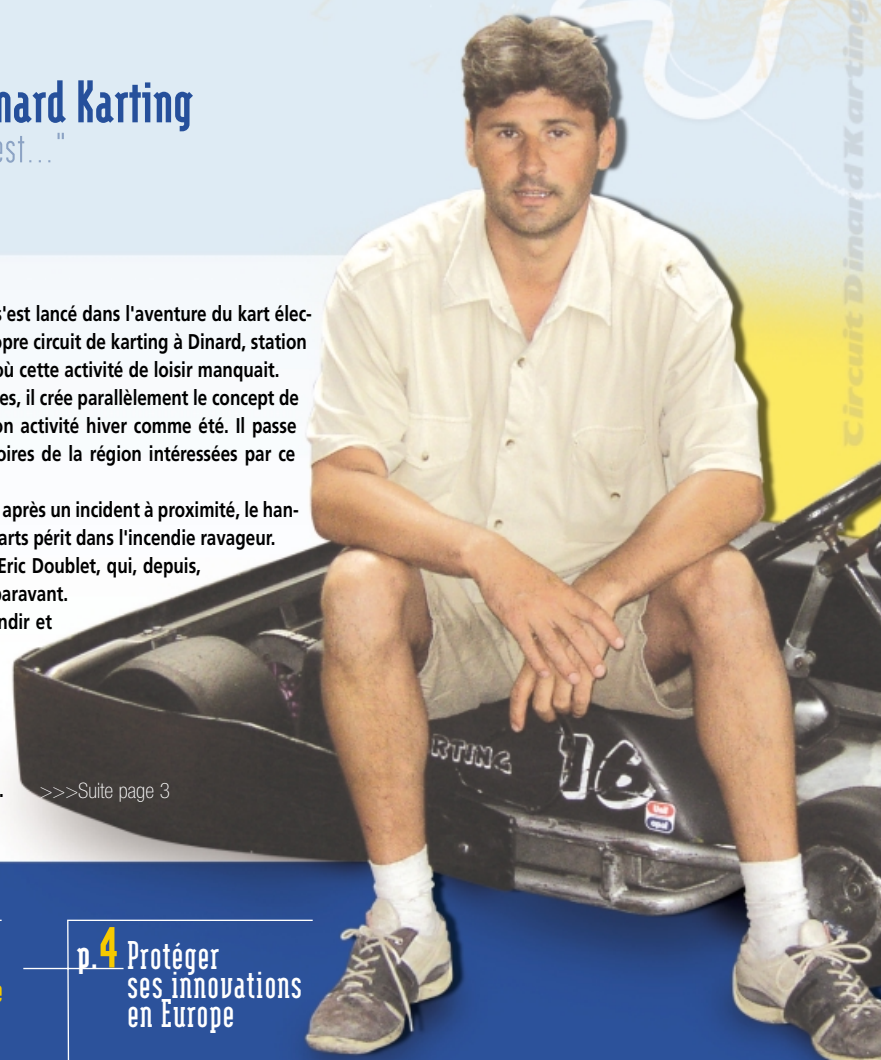 nard Karting
est..."
Circuit Dinard Karting
s'est lancé dans l'aventure du kart élec-
opre circuit de karting à Dinard, station
où cette activité de loisir manquait.
es, il crée parallèlement le concept de
on activité hiver comme été. Il passe
oires de la région intéressées par ce
après un incident à proximité, le han-
arts périt dans l'incendie ravageur.
Eric Doublet, qui, depuis,
paravant.
ndir et
. >>>Suite page 3
RTING 16
p.4 Protéger
ses innovations
en Europe